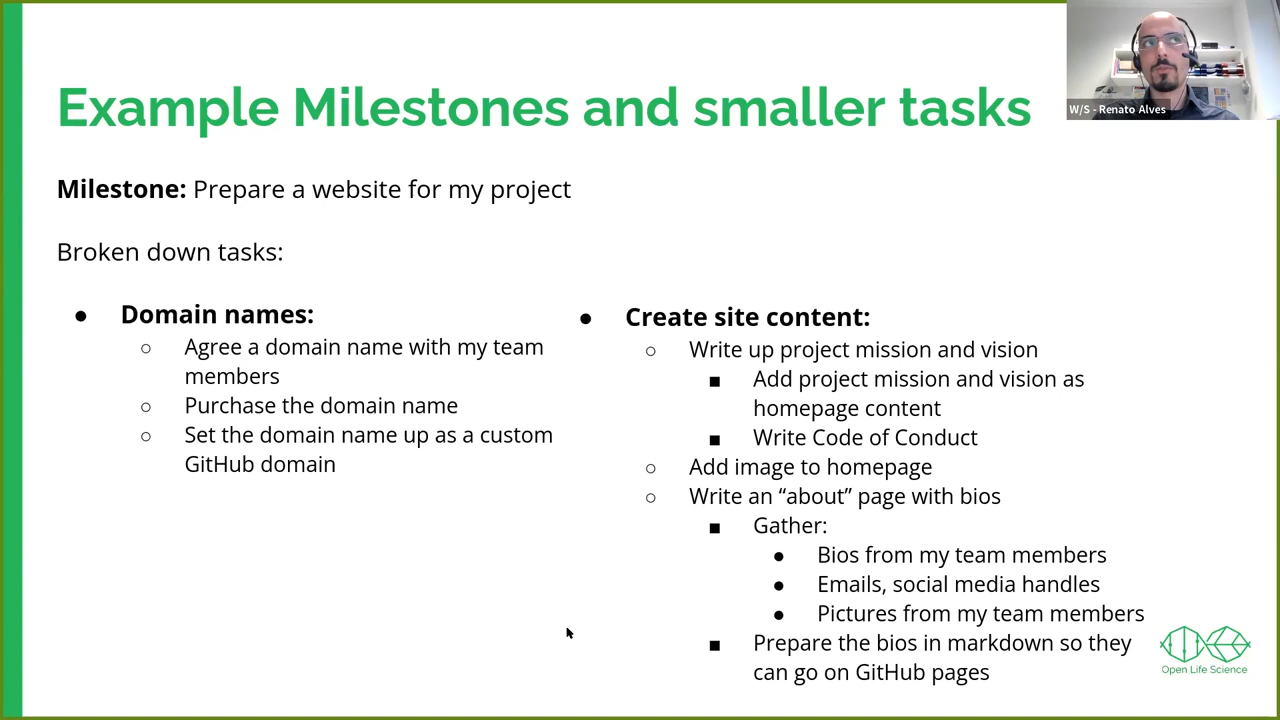 Example Milestones and smaller tasks
W/S - Renato Alves
Milestone: Prepare a website for my project
Broken down tasks:
● Domain names:
○ Agree a domain name with my team
members
○ Purchase the domain name
○ Set the domain name up as a custom
GitHub domain
● Create site content:
○ Write up project mission and vision
■ Add project mission and vision as
homepage content
■ Write Code of Conduct
○ Add image to homepage
○ Write an “about” page with bios
■ Gather:
● Bios from my team members
● Emails, social media handles
● Pictures from my team members
■ Prepare the bios in markdown so they
can go on GitHub pages
Open Life Science